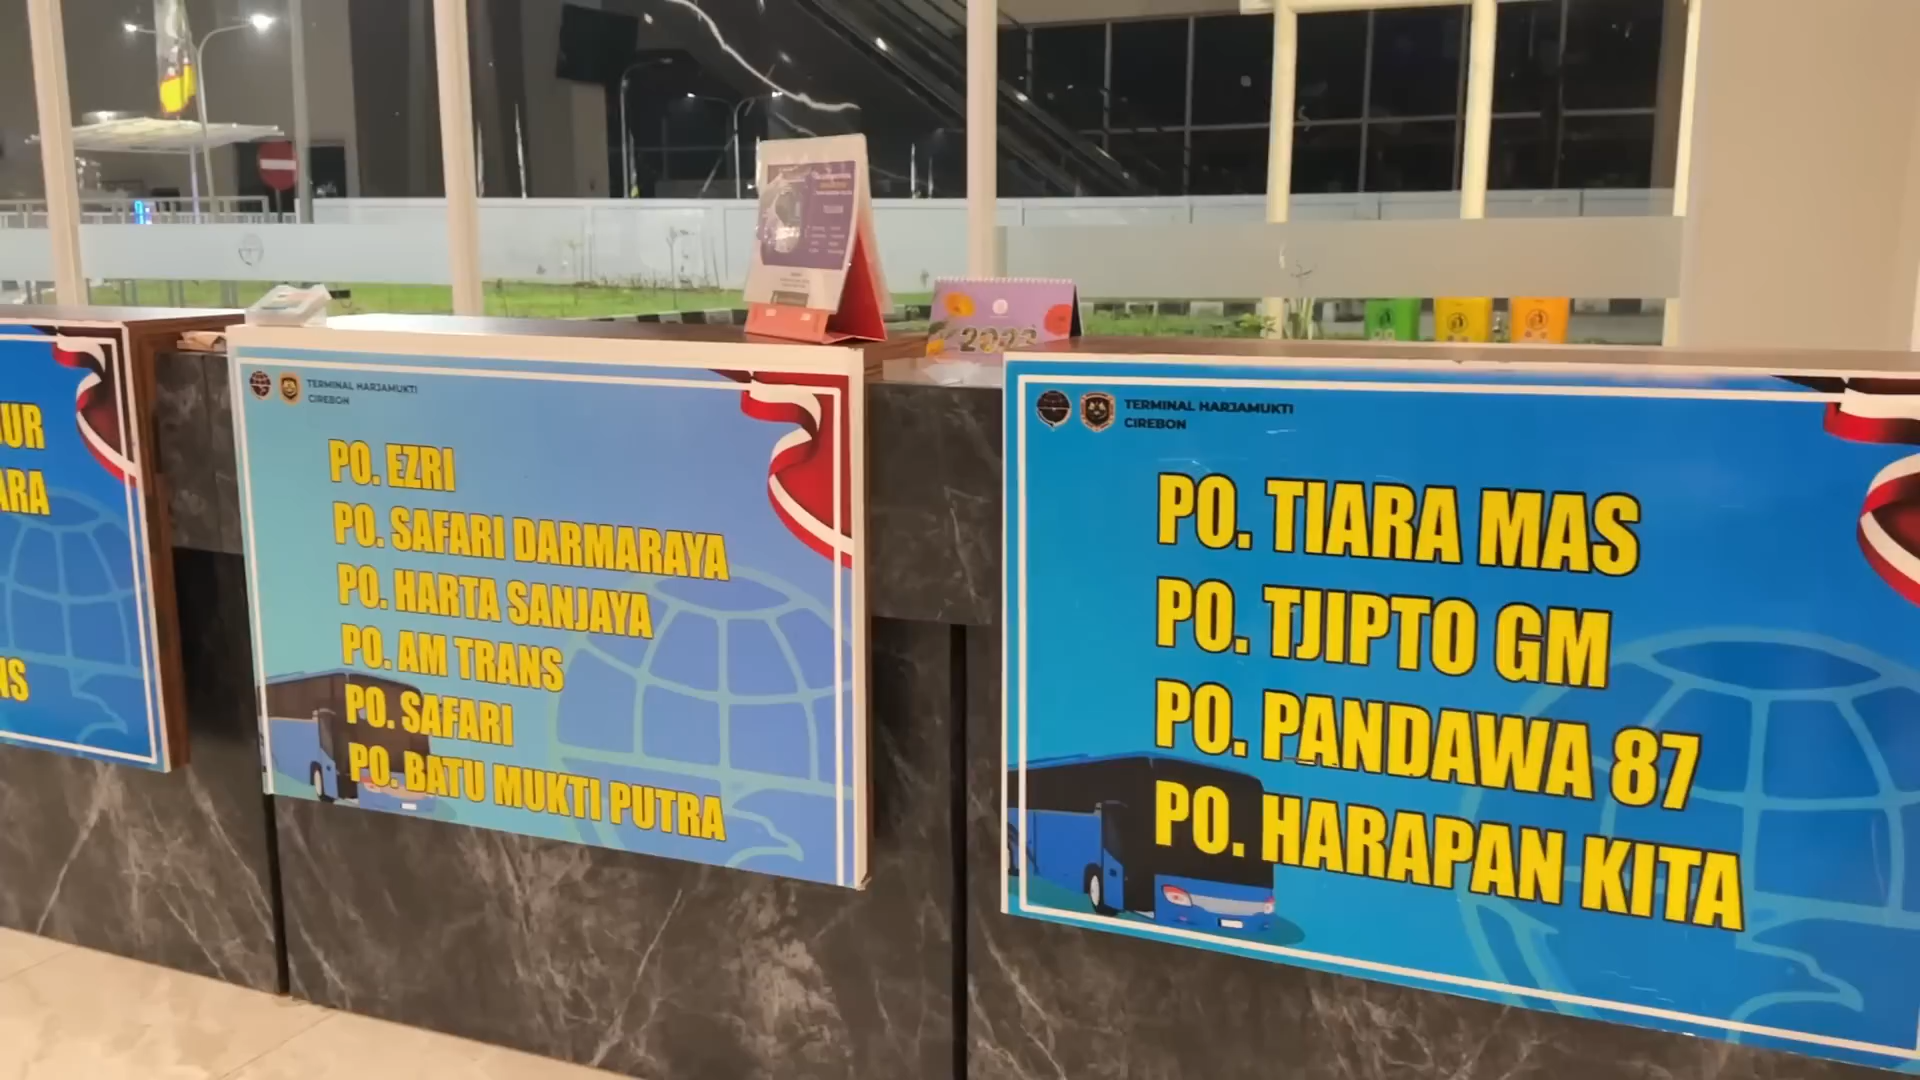 TERMINAL HARJAMUKTI
CIREBON
PO. EZRI
PO. SAFARI DARMARAYA
PO. HARTA SANJAYA
PO. AM TRANS
PO. SAFARI
PO. BATU MUKTI PUTRA
2023
TERMINAL HARJAMUKTI
CIREBON
PO. TIARA MAS
PO. TJIPTO GM
PO. PANDAWA 87
PO. HARAPAN KITA